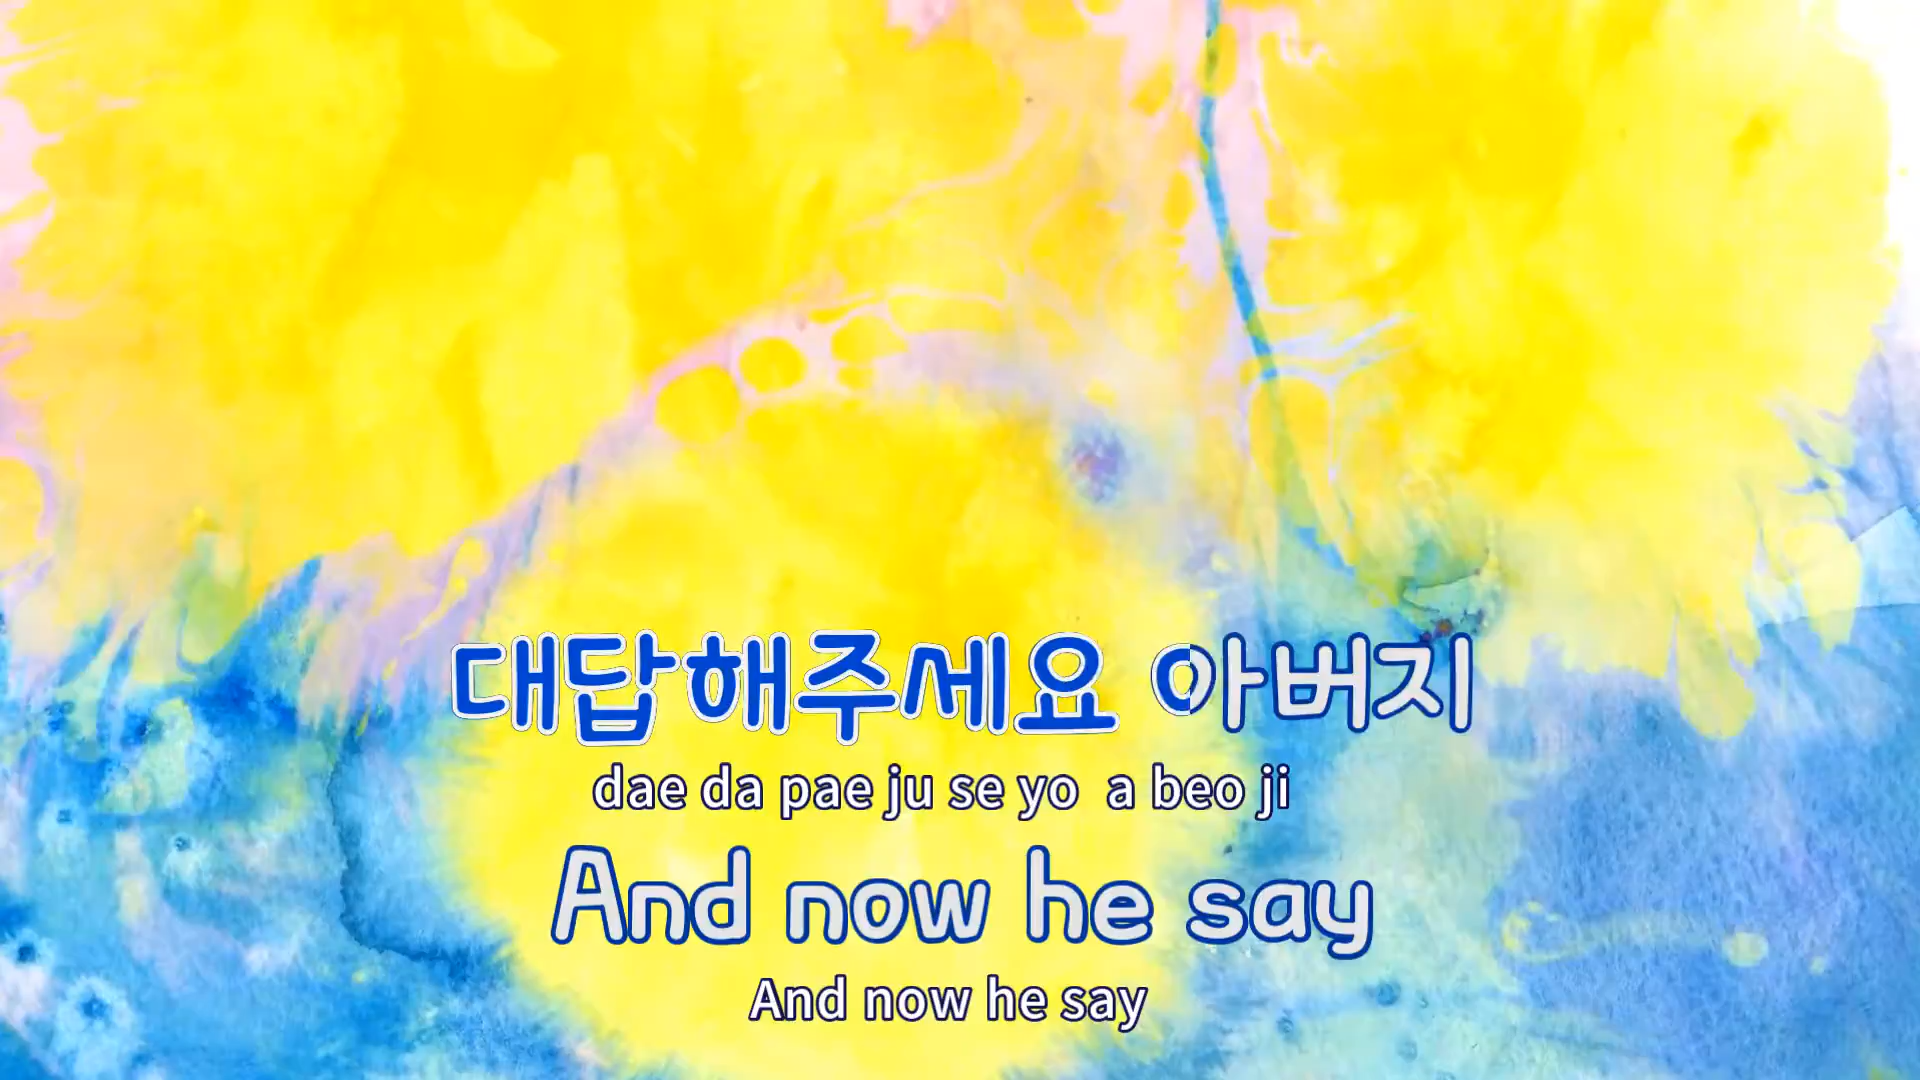 대답해주세요 아버지
dae da pae ju se yo  a beo ji
And now he say
And now he say